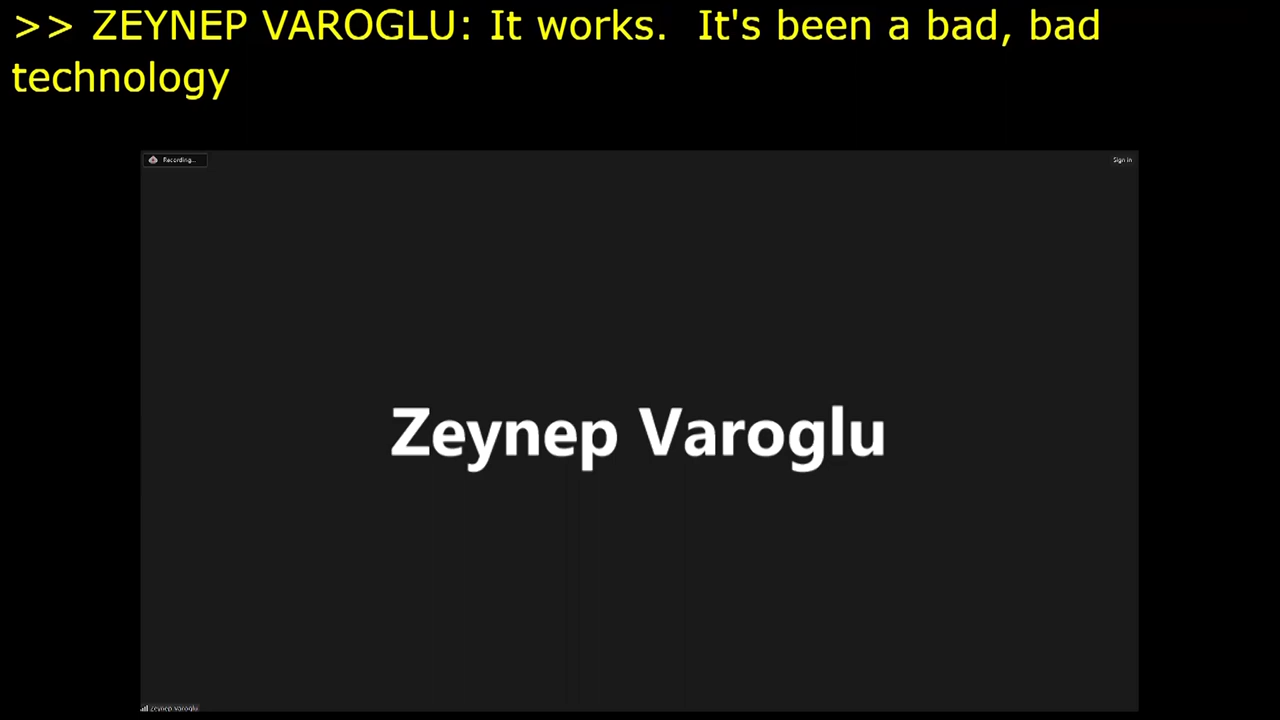 >> ZEYNEP VAROGLU: It works.  It's been a bad, bad
technology
Recording...
Sign in
Zeynep Varoglu
Zeynep Varoglu